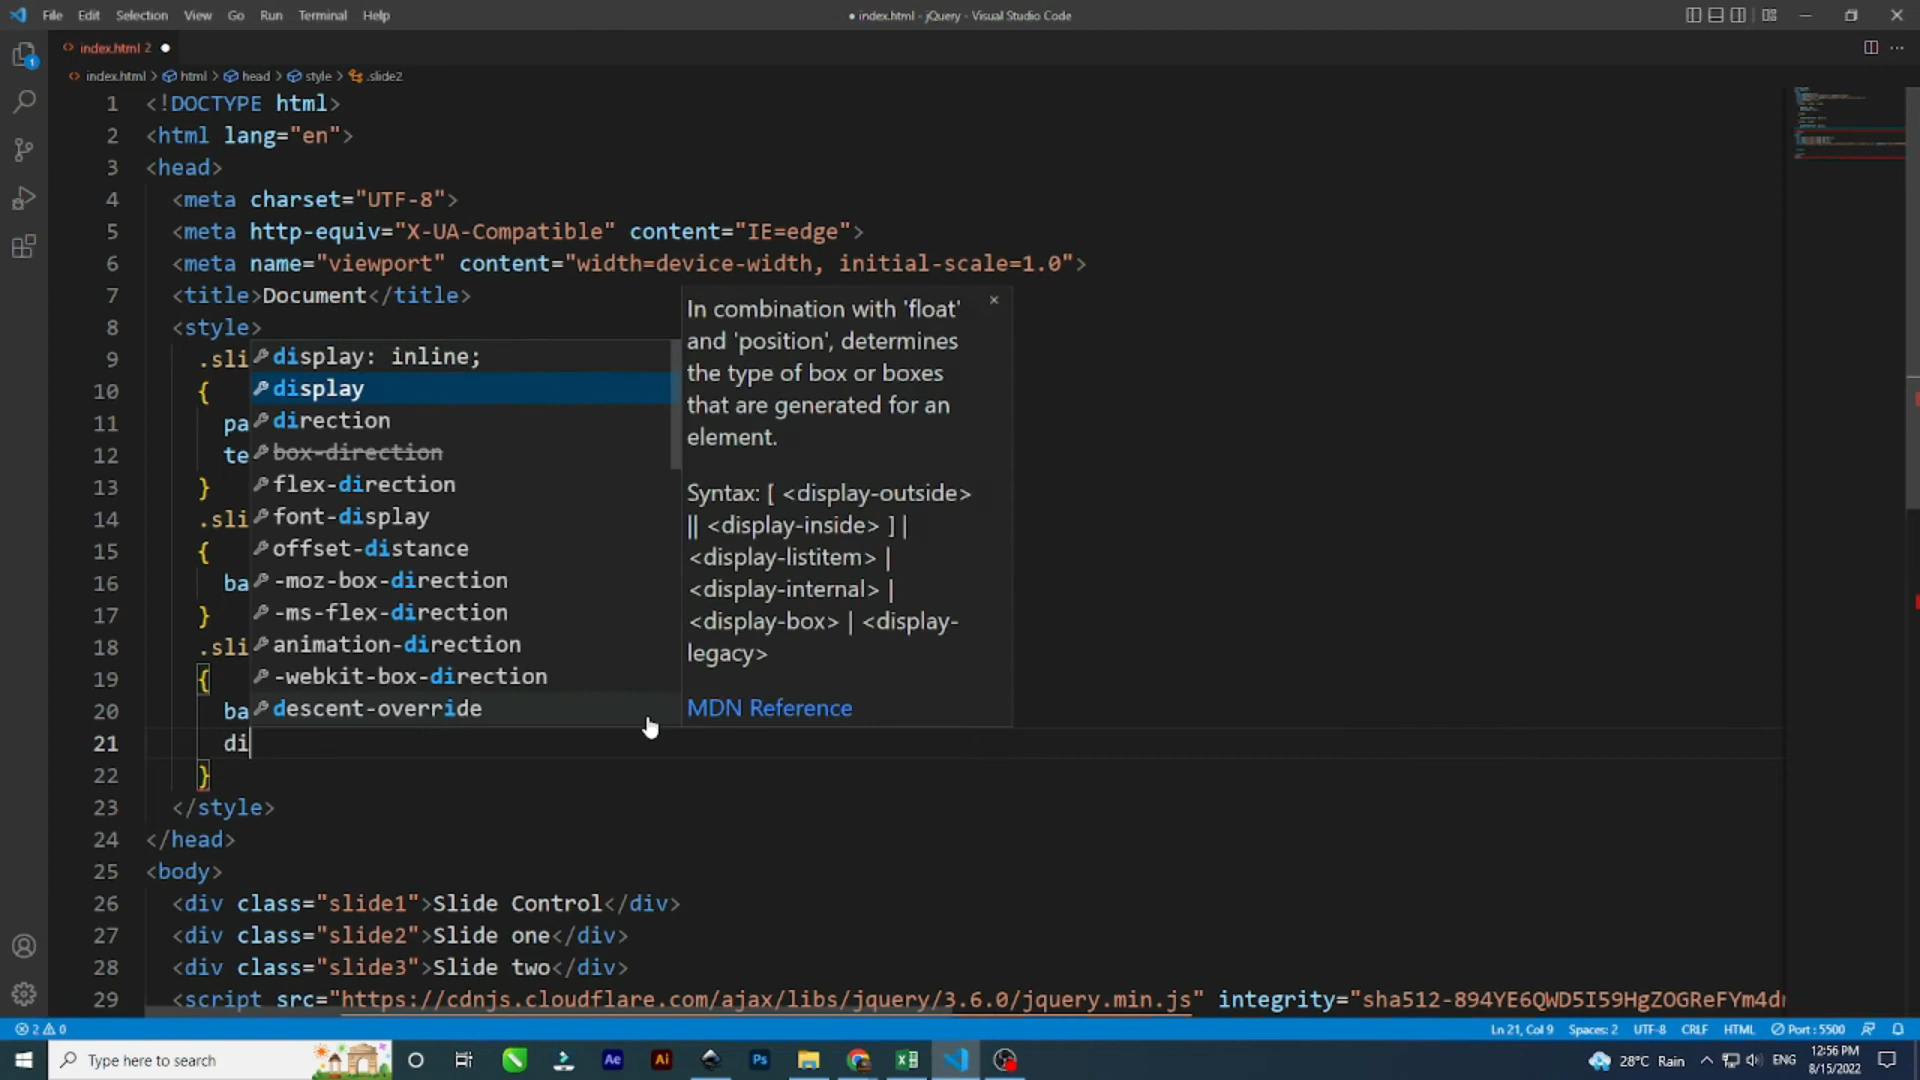 File Edit Selection View Go Run Terminal Help
● index.html - jQuery - Visual Studio Code
index.html 2 ●
index.html > html > head > style > .slide2
1 <!DOCTYPE html>
2 <html lang="en">
3 <head>
4 <meta charset="UTF-8">
5 <meta http-equiv="X-UA-Compatible" content="IE=edge">
6 <meta name="viewport" content="width=device-width, initial-scale=1.0">
7 <title>Document</title>
8 <style>
9 .sli
10 {
11 pa
12 te
13 }
14 .sli
15 {
16 ba
17 }
18 .sli
19 {
20 ba
21 di
22 }
23 </style>
24 </head>
25 <body>
26 <div class="slide1">Slide Control</div>
27 <div class="slide2">Slide one</div>
28 <div class="slide3">Slide two</div>
29 <script src="https://cdnjs.cloudflare.com/ajax/libs/jquery/3.6.0/jquery.min.js" integrity="sha512-894YE6QWD5I59HgZOGReFYm4d
display: inline;
display
direction
box-direction
flex-direction
font-display
offset-distance
-moz-box-direction
-ms-flex-direction
animation-direction
-webkit-box-direction
descent-override
In combination with 'float'
and 'position', determines
the type of box or boxes
that are generated for an
element.
Syntax: [ <display-outside>
|| <display-inside> ] |
<display-listitem> |
<display-internal> |
<display-box> | <display-
legacy>
MDN Reference
1
2 0
Ln 21, Col 9 Spaces: 2 UTF-8 CRLF HTML Port : 5500
Type here to search
Ae Ai Ps
28°C Rain ENG
12:56 PM
8/15/2022